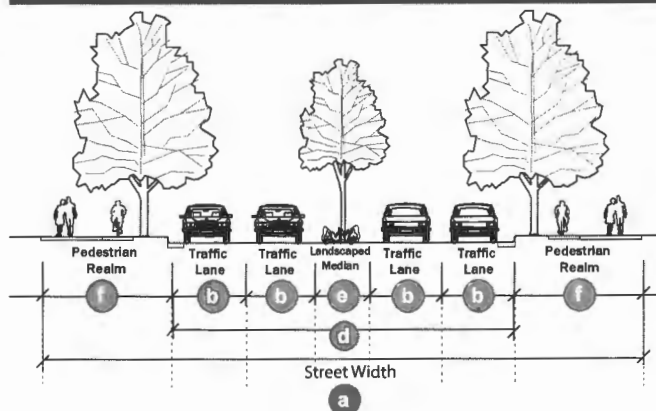 Pedestrian
Realm
Traffic
Lane
Traffic
Lane
Landscaped
Median
Traffic
Lane
Traffic
Lane
Pedestrian
Realm
f b b e b b f
d
Street Width
a